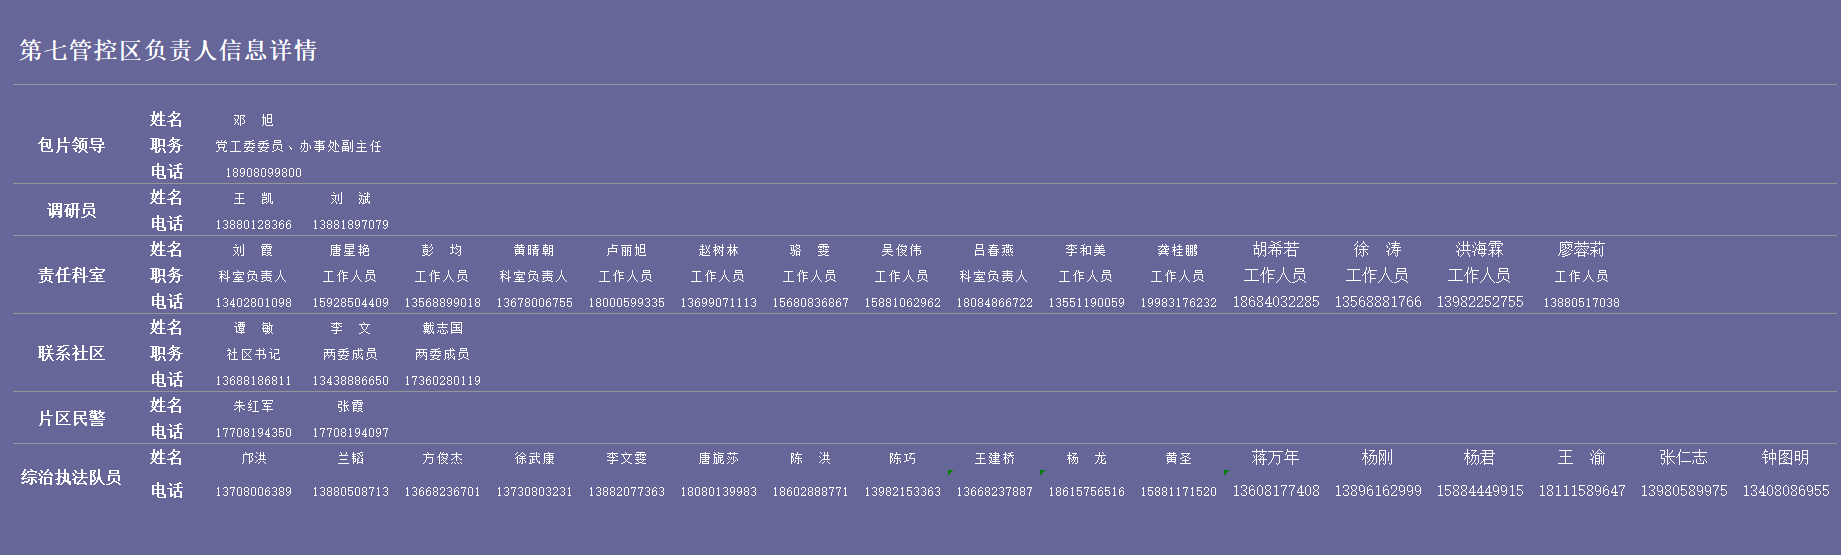 第七管控区负责人信息详情
包片领导
姓名 邓 旭
职务 党工委委员、办事处副主任
电话 18908099800
调研员
姓名 王 凯 刘 斌
电话 13880128366 13881897079
责任科室
姓名 刘 霞 唐星艳 彭 均 黄晴朝 卢丽旭 赵树林 骆 雯 吴俊伟 吕春燕 李和美 龚桂鹏 胡希若 徐 涛 洪海霖 廖蓉莉
职务 科室负责人 工作人员 工作人员 科室负责人 工作人员 工作人员 工作人员 工作人员 科室负责人 工作人员 工作人员 工作人员 工作人员 工作人员 工作人员
电话 13402801098 15928504409 13568899018 13678006755 18000599335 13699071113 15680836867 15881062962 18084866722 13551190059 19983176232 18684032285 13568881766 13982252755 13880517038
联系社区
姓名 谭 敏 李 文 戴志国
职务 社区书记 两委成员 两委成员
电话 13688186811 13438886650 17360280119
片区民警
姓名 朱红军 张霞
电话 17708194350 17708194097
综治执法队员
姓名 邝洪 兰韬 方俊杰 徐武康 李文雯 唐旎莎 陈 洪 陈巧 王建桥 杨 龙 黄圣 蒋万年 杨刚 杨君 王 渝 张仁志 钟图明
电话 13708006389 13880508713 13668236701 13730803231 13882077363 18080139983 18602888771 13982153363 13668237887 18615756516 15881171520 13608177408 13896162999 15884449915 18111589647 13980589975 13408086955